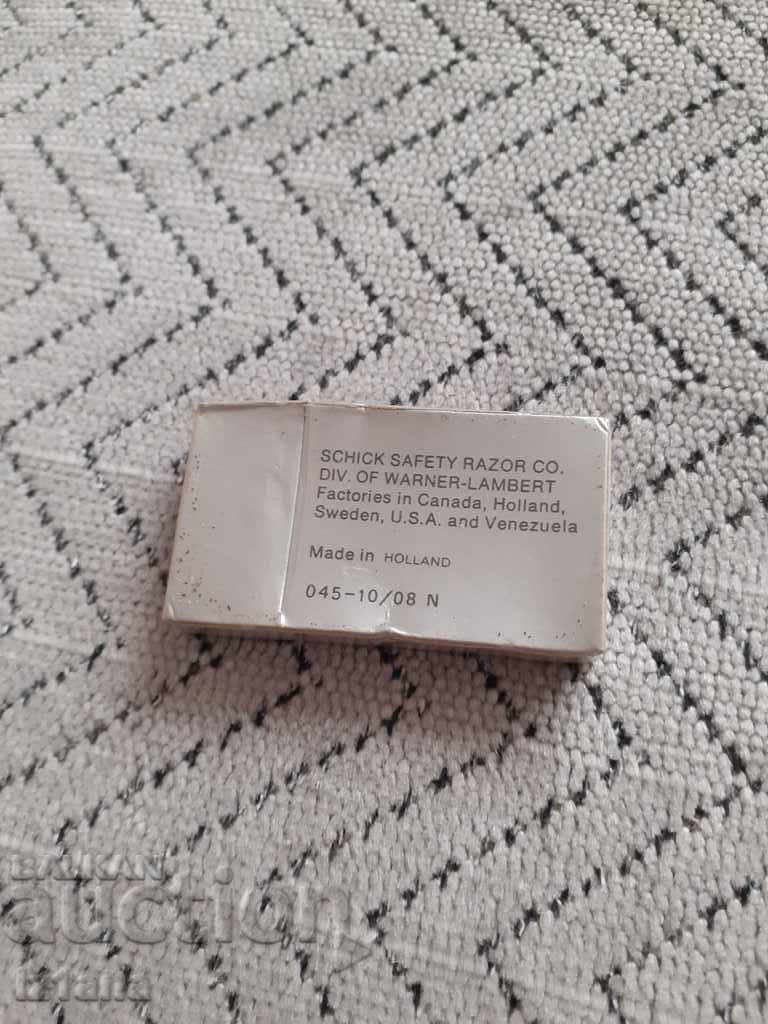 SCHICK SAFETY RAZOR CO.
DIV. OF WARNER-LAMBERT
Factories in Canada, Holland,
Sweden, U.S.A. and Venezuela
Made in HOLLAND
045-10/08 N
BALKAN
auction